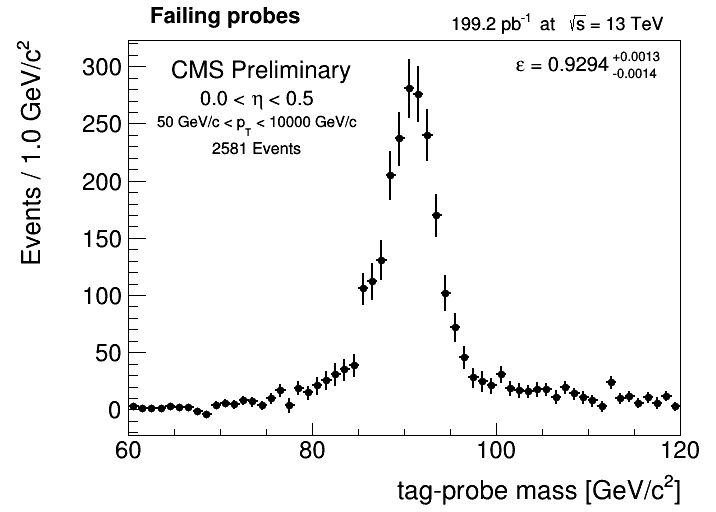 Failing probes
199.2 pb-1 at √s = 13 TeV
CMS Preliminary
0.0 < η < 0.5
50 GeV/c < pT < 10000 GeV/c
2581 Events
ε = 0.9294 +0.0013 -0.0014
Events / 1.0 GeV/c2
300
250
200
150
100
50
0
60 80 100 120
tag-probe mass [GeV/c2]